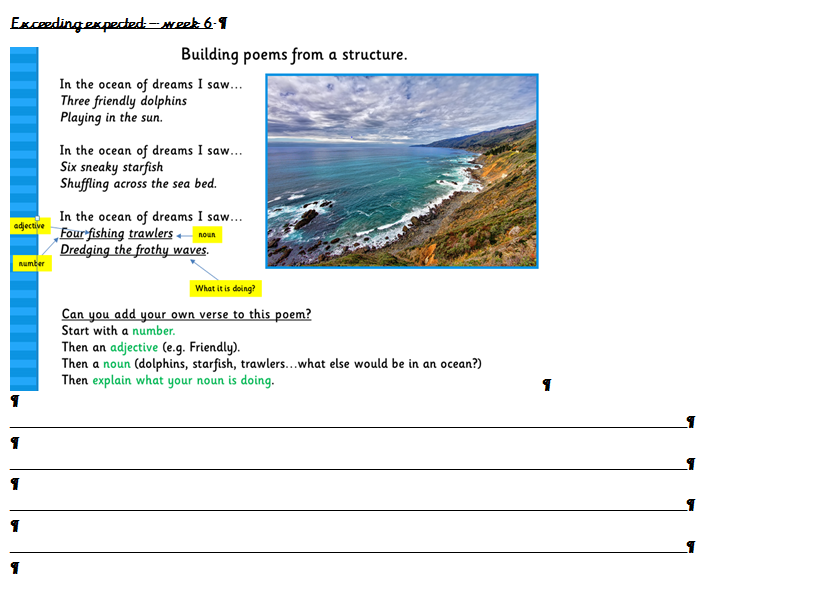 Exceeding expected – week 6 ¶
Building poems from a structure.
In the ocean of dreams I saw…
Three friendly dolphins
Playing in the sun.
In the ocean of dreams I saw…
Six sneaky starfish
Shuffling across the sea bed.
In the ocean of dreams I saw…
adjective
Four fishing trawlers
noun
Dredging the frothy waves.
number
What it is doing?
Can you add your own verse to this poem?
Start with a number.
Then an adjective (e.g. Friendly).
Then a noun (dolphins, starfish, trawlers…what else would be in an ocean?)
Then explain what your noun is doing.
¶
¶
¶
¶
¶
¶
¶
¶
¶
¶